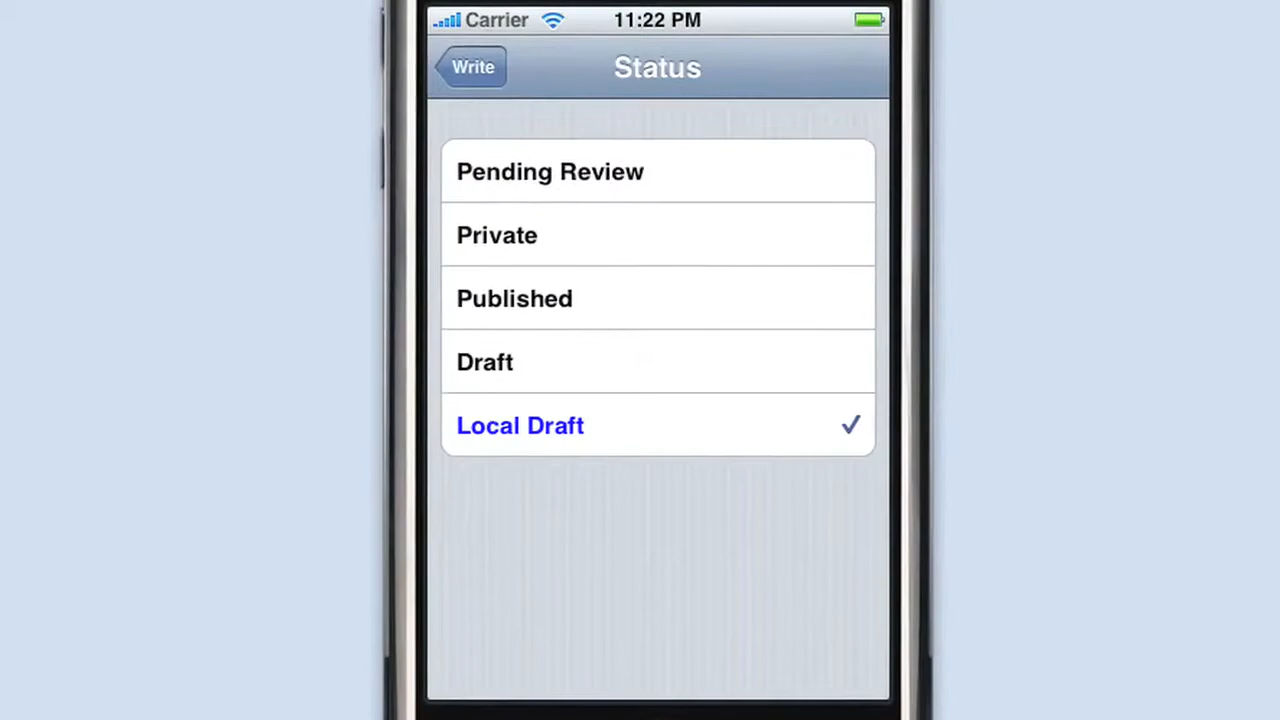 Carrier 11:22 PM
Write Status
Pending Review
Private
Published
Draft
Local Draft